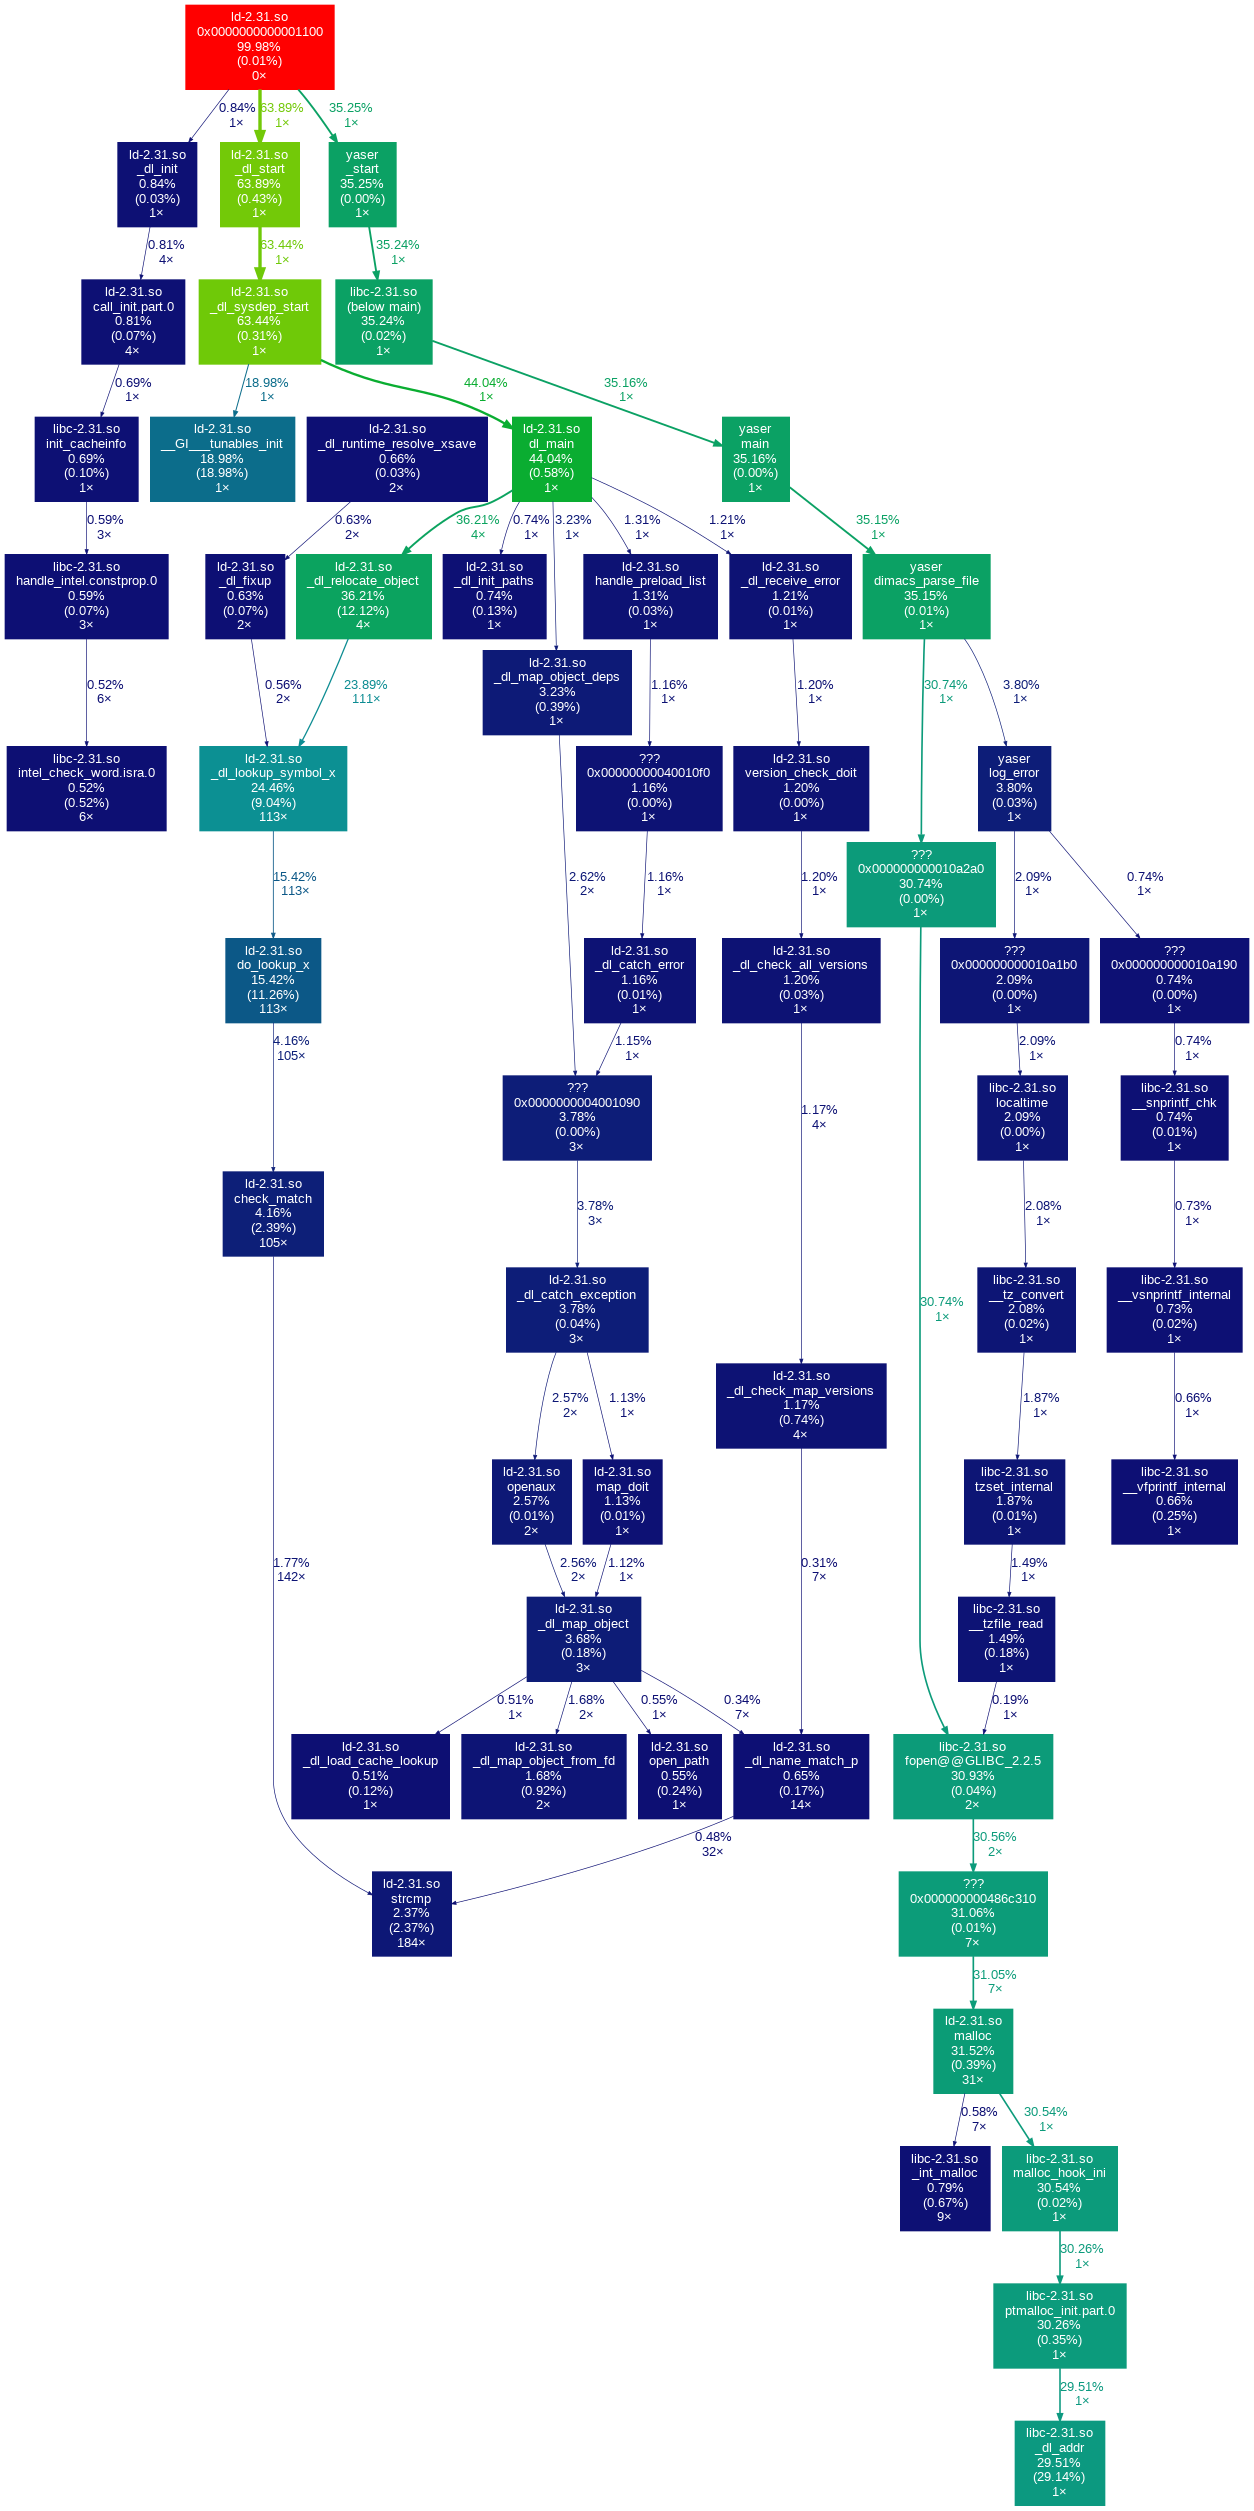 ld-2.31.so
0x0000000000001100
99.98%
(0.01%)
0×
0.84%
1×
63.89%
1×
35.25%
1×
ld-2.31.so
_dl_init
0.84%
(0.03%)
1×
ld-2.31.so
_dl_start
63.89%
(0.43%)
1×
yaser
_start
35.25%
(0.00%)
1×
0.81%
4×
63.44%
1×
35.24%
1×
ld-2.31.so
call_init.part.0
0.81%
(0.07%)
4×
ld-2.31.so
_dl_sysdep_start
63.44%
(0.31%)
1×
libc-2.31.so
(below main)
35.24%
(0.02%)
1×
0.69%
1×
18.98%
1×
44.04%
1×
35.16%
1×
libc-2.31.so
init_cacheinfo
0.69%
(0.10%)
1×
ld-2.31.so
__GI___tunables_init
18.98%
(18.98%)
1×
ld-2.31.so
_dl_runtime_resolve_xsave
0.66%
(0.03%)
2×
ld-2.31.so
dl_main
44.04%
(0.58%)
1×
yaser
main
35.16%
(0.00%)
1×
0.59%
3×
0.63%
2×
36.21%
4×
0.74%
1×
3.23%
1×
1.31%
1×
1.21%
1×
35.15%
1×
libc-2.31.so
handle_intel.constprop.0
0.59%
(0.07%)
3×
ld-2.31.so
_dl_fixup
0.63%
(0.07%)
2×
ld-2.31.so
_dl_relocate_object
36.21%
(12.12%)
4×
ld-2.31.so
_dl_init_paths
0.74%
(0.13%)
1×
ld-2.31.so
handle_preload_list
1.31%
(0.03%)
1×
ld-2.31.so
_dl_receive_error
1.21%
(0.01%)
1×
yaser
dimacs_parse_file
35.15%
(0.01%)
1×
ld-2.31.so
_dl_map_object_deps
3.23%
(0.39%)
1×
0.52%
6×
0.56%
2×
23.89%
111×
1.16%
1×
1.20%
1×
30.74%
1×
3.80%
1×
libc-2.31.so
intel_check_word.isra.0
0.52%
(0.52%)
6×
ld-2.31.so
_dl_lookup_symbol_x
24.46%
(9.04%)
113×
???
0x00000000040010f0
1.16%
(0.00%)
1×
ld-2.31.so
version_check_doit
1.20%
(0.00%)
1×
yaser
log_error
3.80%
(0.03%)
1×
???
0x000000000010a2a0
30.74%
(0.00%)
1×
15.42%
113×
2.62%
2×
1.16%
1×
1.20%
1×
2.09%
1×
0.74%
1×
ld-2.31.so
do_lookup_x
15.42%
(11.26%)
113×
ld-2.31.so
_dl_catch_error
1.16%
(0.01%)
1×
ld-2.31.so
_dl_check_all_versions
1.20%
(0.03%)
1×
???
0x000000000010a1b0
2.09%
(0.00%)
1×
???
0x000000000010a190
0.74%
(0.00%)
1×
4.16%
105×
1.15%
1×
2.09%
1×
0.74%
1×
???
0x0000000004001090
3.78%
(0.00%)
3×
1.17%
4×
libc-2.31.so
localtime
2.09%
(0.00%)
1×
libc-2.31.so
__snprintf_chk
0.74%
(0.01%)
1×
ld-2.31.so
check_match
4.16%
(2.39%)
105×
3.78%
3×
2.08%
1×
0.73%
1×
ld-2.31.so
_dl_catch_exception
3.78%
(0.04%)
3×
30.74%
1×
libc-2.31.so
__tz_convert
2.08%
(0.02%)
1×
libc-2.31.so
__vsnprintf_internal
0.73%
(0.02%)
1×
2.57%
2×
1.13%
1×
ld-2.31.so
_dl_check_map_versions
1.17%
(0.74%)
4×
1.87%
1×
0.66%
1×
ld-2.31.so
openaux
2.57%
(0.01%)
2×
ld-2.31.so
map_doit
1.13%
(0.01%)
1×
libc-2.31.so
tzset_internal
1.87%
(0.01%)
1×
libc-2.31.so
__vfprintf_internal
0.66%
(0.25%)
1×
1.77%
142×
2.56%
2×
1.12%
1×
0.31%
7×
1.49%
1×
ld-2.31.so
_dl_map_object
3.68%
(0.18%)
3×
libc-2.31.so
__tzfile_read
1.49%
(0.18%)
1×
0.51%
1×
1.68%
2×
0.55%
1×
0.34%
7×
0.19%
1×
ld-2.31.so
_dl_load_cache_lookup
0.51%
(0.12%)
1×
ld-2.31.so
_dl_map_object_from_fd
1.68%
(0.92%)
2×
ld-2.31.so
open_path
0.55%
(0.24%)
1×
ld-2.31.so
_dl_name_match_p
0.65%
(0.17%)
14×
libc-2.31.so
fopen@@GLIBC_2.2.5
30.93%
(0.04%)
2×
0.48%
32×
30.56%
2×
ld-2.31.so
strcmp
2.37%
(2.37%)
184×
???
0x000000000486c310
31.06%
(0.01%)
7×
31.05%
7×
ld-2.31.so
malloc
31.52%
(0.39%)
31×
0.58%
7×
30.54%
1×
libc-2.31.so
_int_malloc
0.79%
(0.67%)
9×
libc-2.31.so
malloc_hook_ini
30.54%
(0.02%)
1×
30.26%
1×
libc-2.31.so
ptmalloc_init.part.0
30.26%
(0.35%)
1×
29.51%
1×
libc-2.31.so
_dl_addr
29.51%
(29.14%)
1×